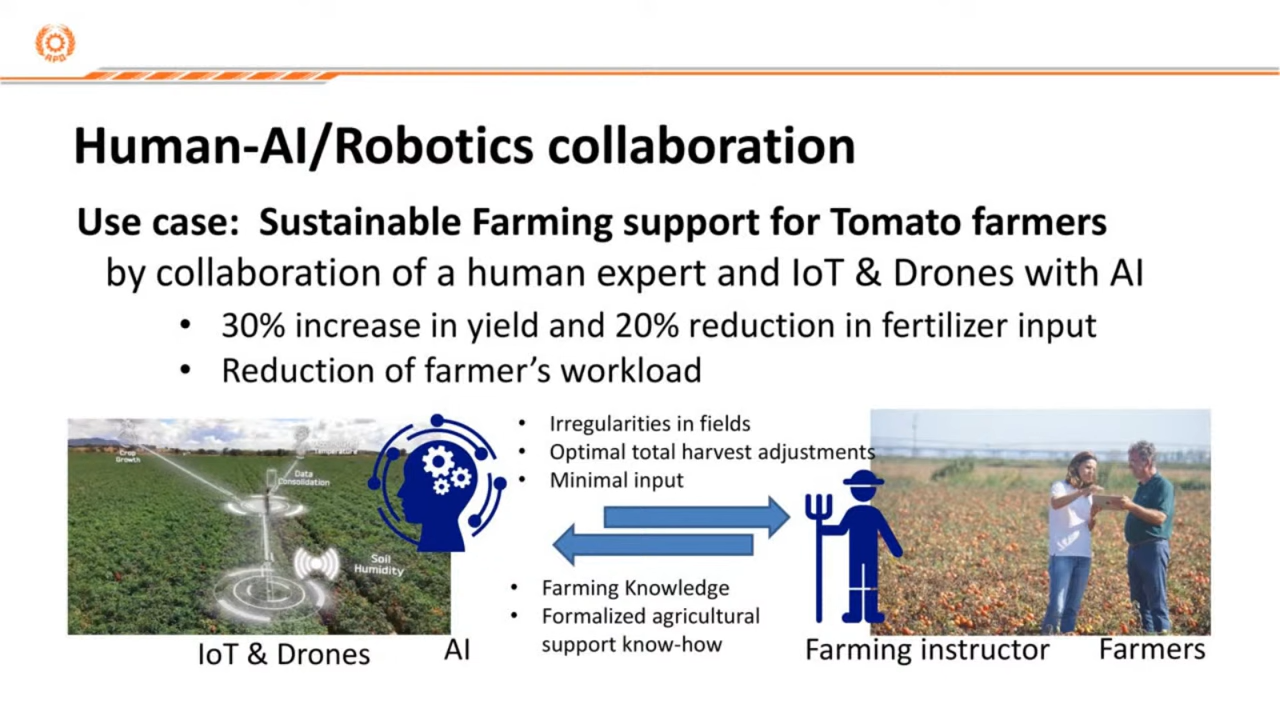 APO
Human-AI/Robotics collaboration
Use case: Sustainable Farming support for Tomato farmers
by collaboration of a human expert and IoT & Drones with AI
• 30% increase in yield and 20% reduction in fertilizer input
• Reduction of farmer’s workload
Crop
Growth
Temperature
Data
Consolidation
Soil
Humidity
• Irregularities in fields
• Optimal total harvest adjustments
• Minimal input
• Farming Knowledge
• Formalized agricultural
support know-how
IoT & Drones
AI
Farming instructor
Farmers